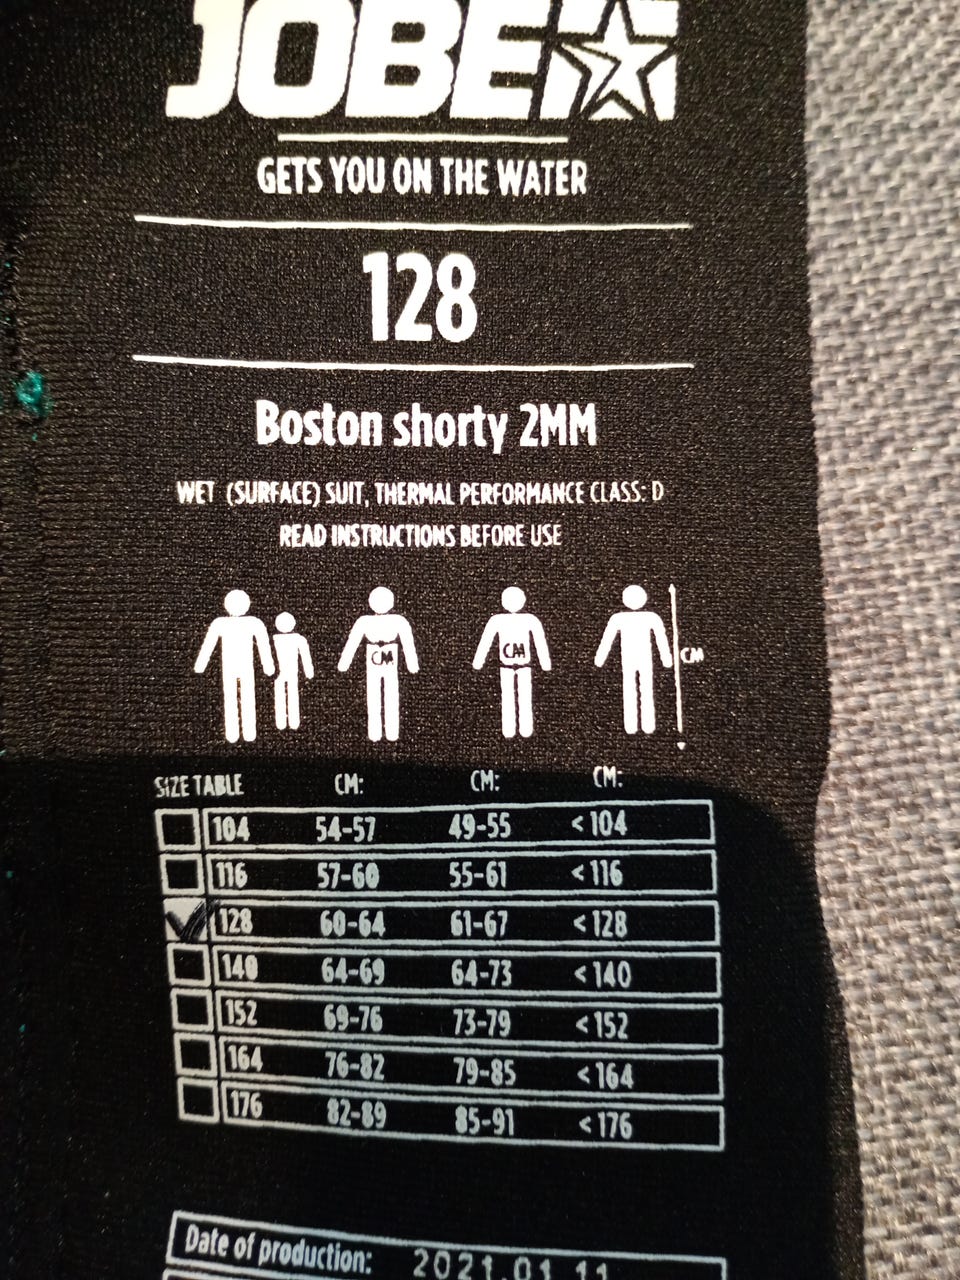 JOBE
GETS YOU ON THE WATER
128
Boston shorty 2MM
WET (SURFACE) SUIT, THERMAL PERFORMANCE CLASS: D
READ INSTRUCTIONS BEFORE USE
CM CM CM
SIZE TABLE CM: CM: CM:
104 54-57 49-55 <104
116 57-60 55-61 <116
128 60-64 61-67 <128
140 64-69 64-73 <140
152 69-76 73-79 <152
164 76-82 79-85 <164
176 82-89 85-91 <176
Date of production: 2021.01.11